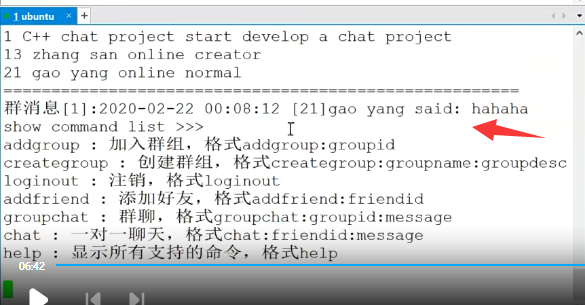 1 ubuntu
1 C++ chat project start develop a chat project
13 zhang san online creator
21 gao yang online normal
======================================================
群消息[1]:2020-02-22 00:08:12 [21]gao yang said: hahaha
show command list >>>
addgroup : 加入群组，格式addgroup:groupid
creategroup : 创建群组，格式creategroup:groupname:groupdesc
loginout : 注销，格式loginout
addfriend : 添加好友，格式addfriend:friendid
groupchat : 群聊，格式groupchat:groupid:message
chat : 一对一聊天，格式chat:friendid:message
help : 显示所有支持的命令，格式help
06:42